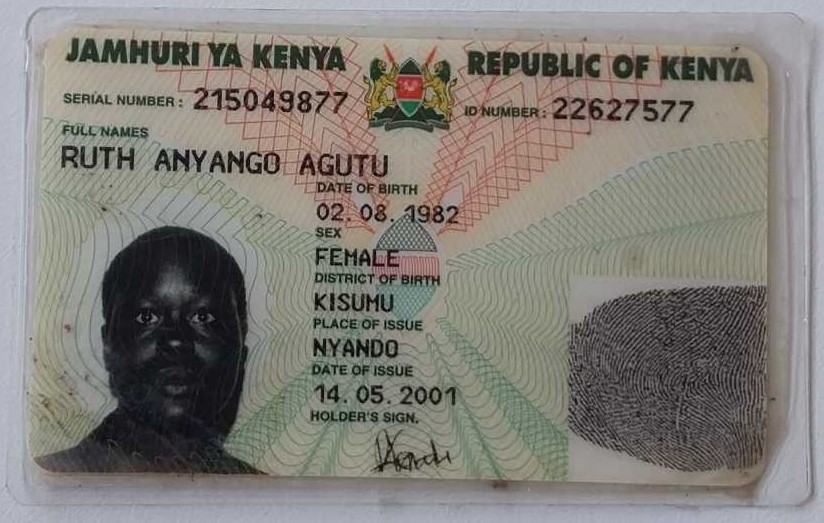 JAMHURI YA KENYA REPUBLIC OF KENYA
SERIAL NUMBER: 215049877 ID NUMBER: 22627577
FULL NAMES
RUTH ANYANGO AGUTU
DATE OF BIRTH
02. 08. 1982
SEX
FEMALE
DISTRICT OF BIRTH
KISUMU
PLACE OF ISSUE
NYANDO
DATE OF ISSUE
14. 05. 2001
HOLDER'S SIGN.